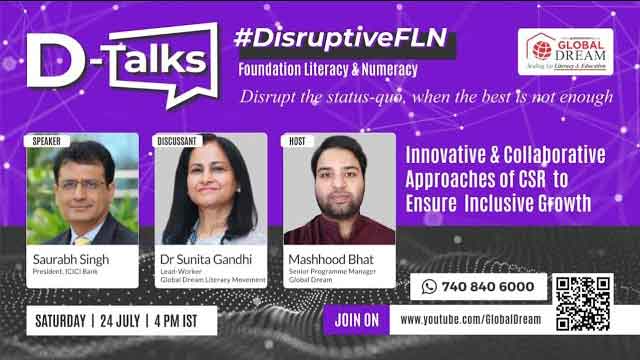 D-Talks
#DisruptiveFLN
Foundation Literacy & Numeracy
Disrupt the status-quo, when the best is not enough
GLOBAL
DREAM
Scaling Up Literacy & Education
SPEAKER
Saurabh Singh
President, ICICI Bank
DISCUSSANT
Dr Sunita Gandhi
Lead-Worker
Global Dream Literacy Movement
HOST
Mashhood Bhat
Senior Programme Manager
Global Dream
Innovative & Collaborative
Approaches of CSR to
Ensure Inclusive Growth
740 840 6000
SATURDAY | 24 JULY | 4 PM IST
JOIN ON
www.youtube.com/GlobalDream